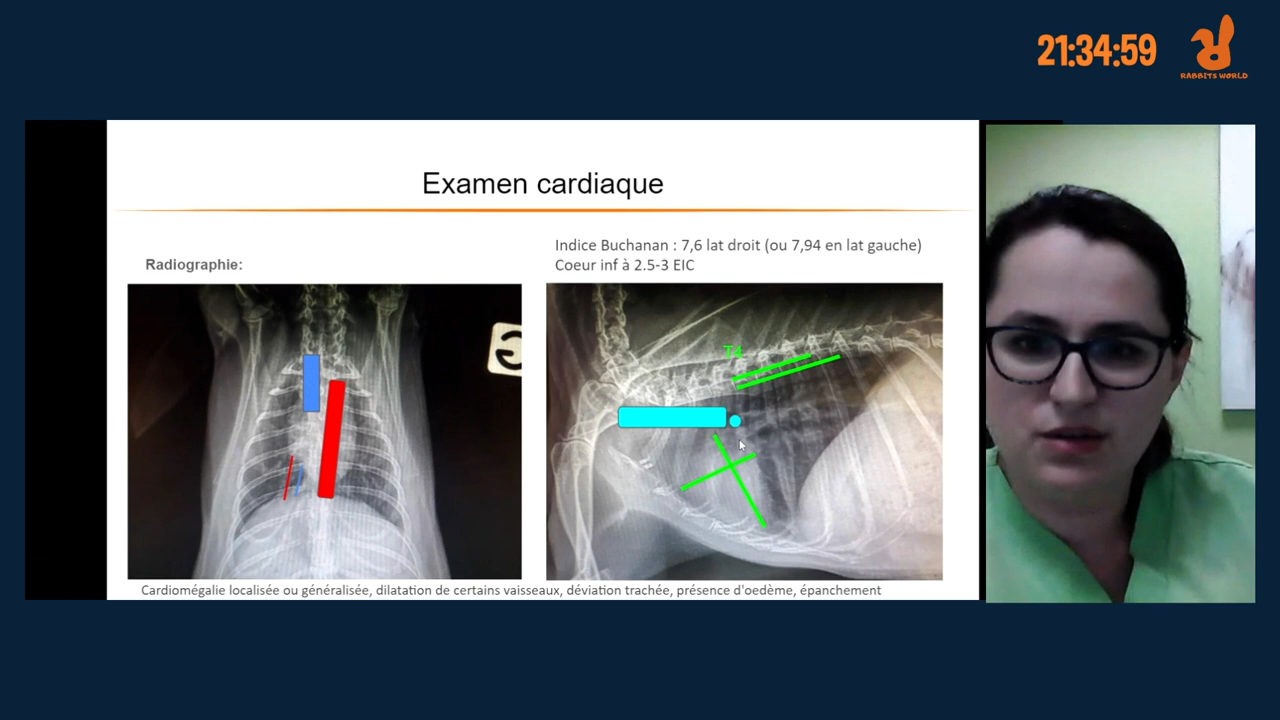 21:34:59
RABBITS WORLD
Examen cardiaque
Indice Buchanan : 7,6 lat droit (ou 7,94 en lat gauche)
Coeur inf à 2.5-3 EIC
Radiographie:
T4
Cardiomégalie localisée ou généralisée, dilatation de certains vaisseaux, déviation trachée, présence d'oedème, épanchement